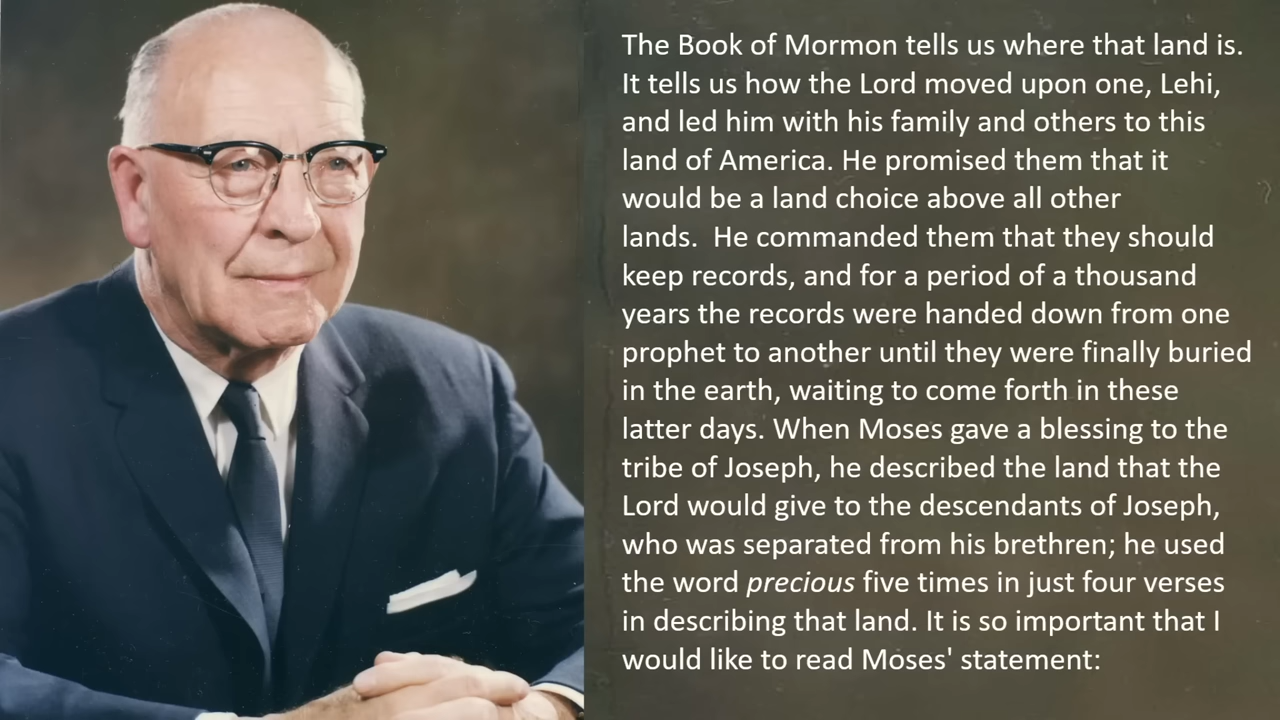 The Book of Mormon tells us where that land is.
It tells us how the Lord moved upon one, Lehi,
and led him with his family and others to this
land of America. He promised them that it
would be a land choice above all other
lands.  He commanded them that they should
keep records, and for a period of a thousand
years the records were handed down from one
prophet to another until they were finally buried
in the earth, waiting to come forth in these
latter days. When Moses gave a blessing to the
tribe of Joseph, he described the land that the
Lord would give to the descendants of Joseph,
who was separated from his brethren; he used
the word precious five times in just four verses
in describing that land. It is so important that I
would like to read Moses' statement: